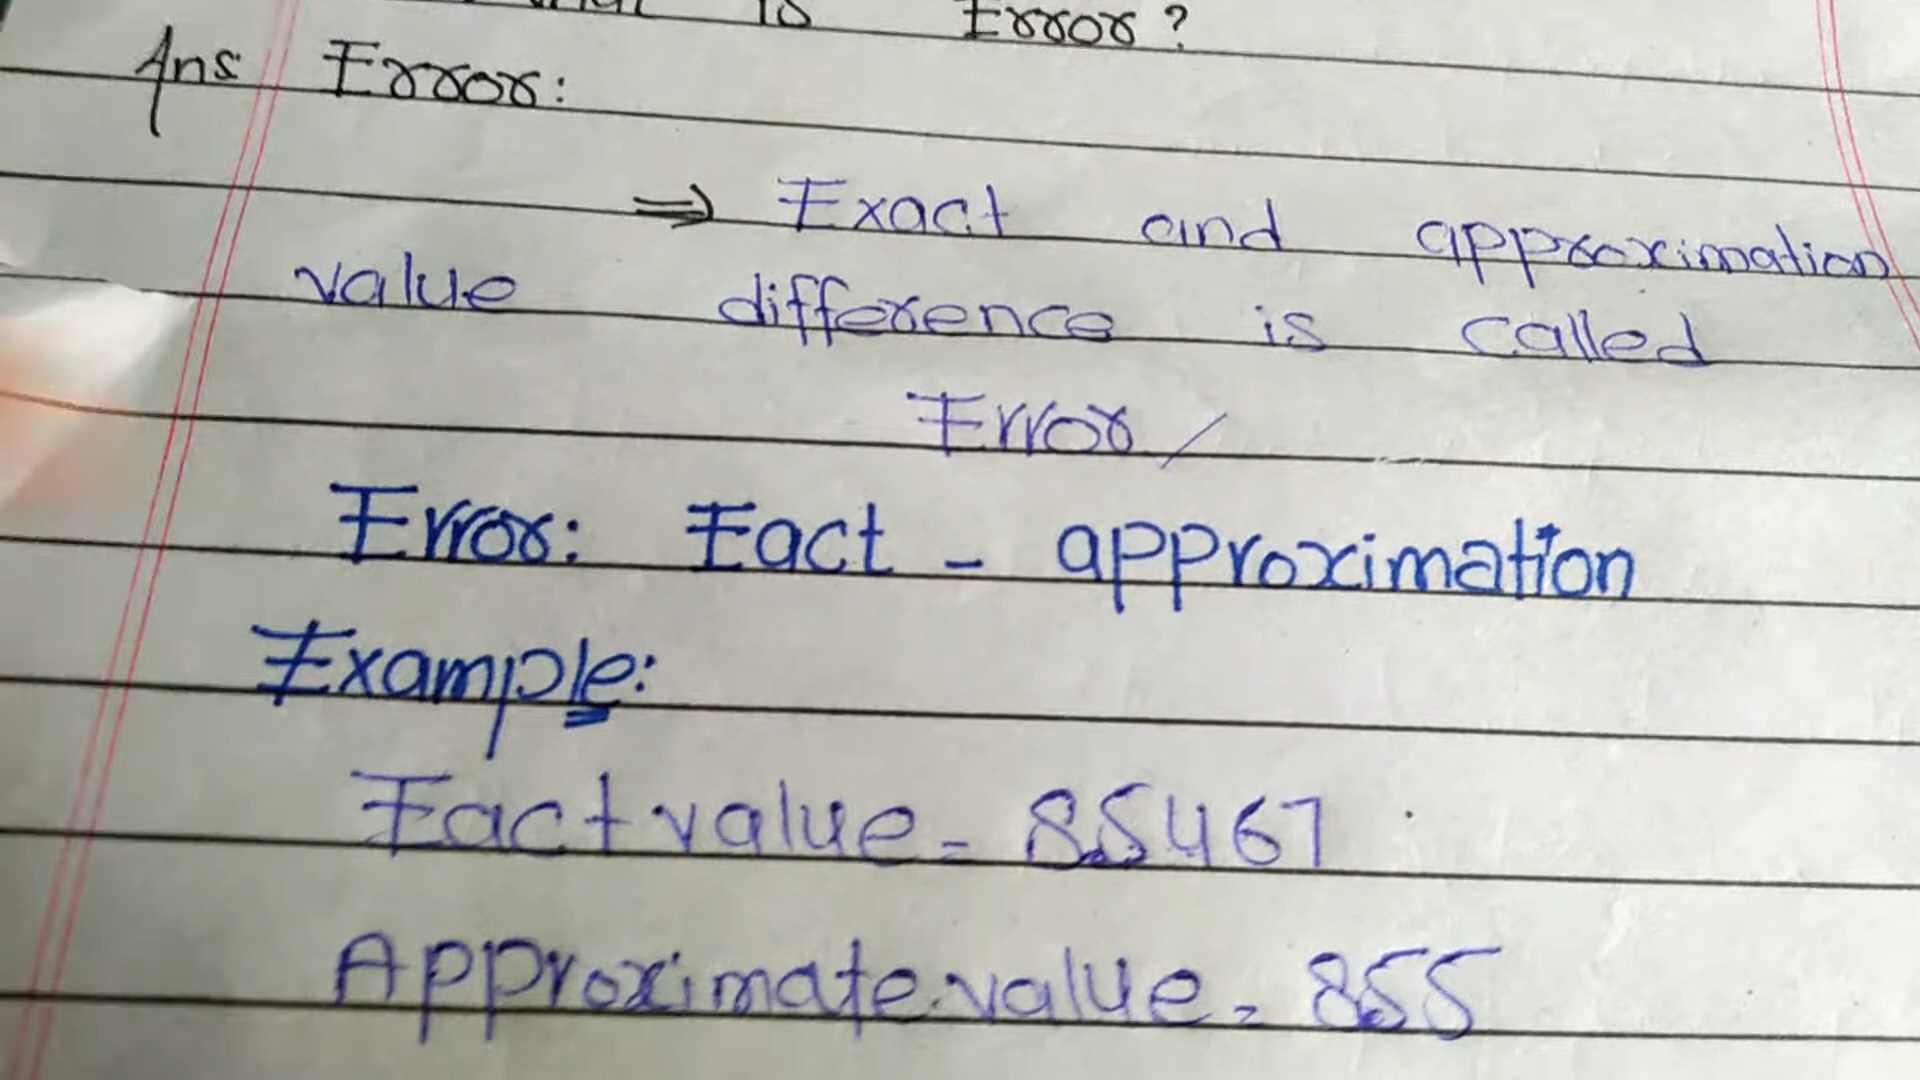 is Error?
Ans Error:
⇒ Exact and approximation
value difference is called
Error
Error: Eact - approximation
Example:
Eact value = 85467
Approximate value = 855